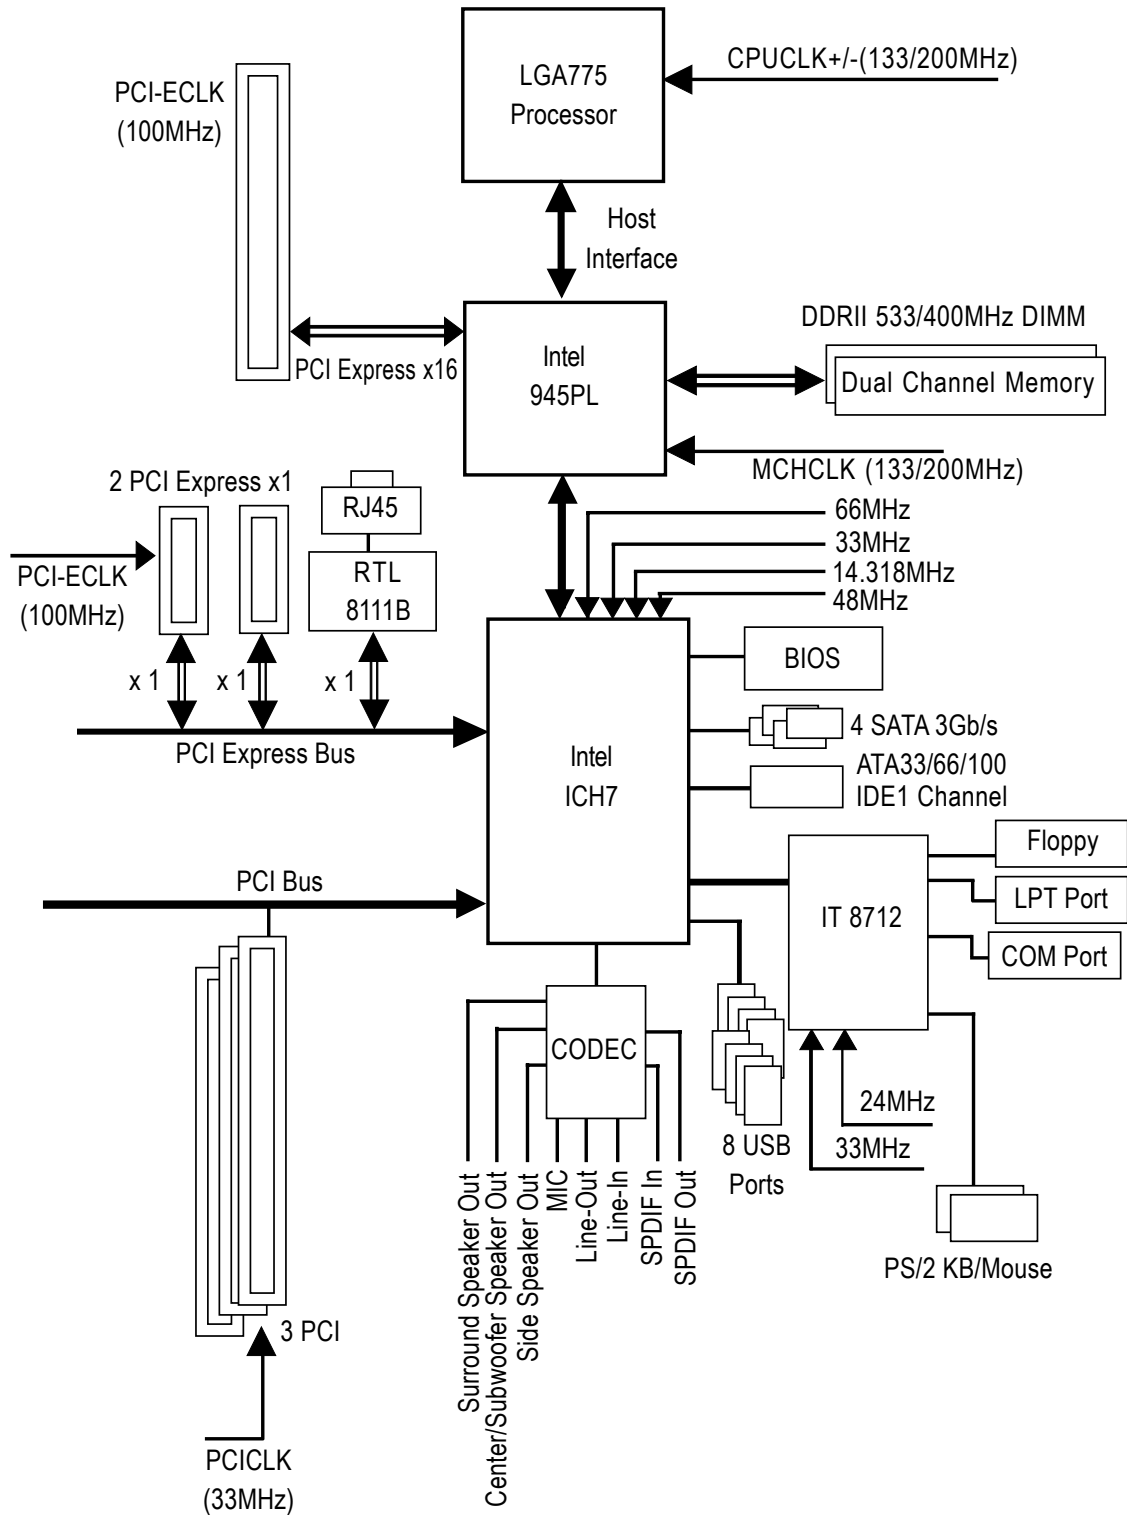 CPUCLK+/-(133/200MHz)
LGA775
Processor
PCI-ECLK
(100MHz)
Host
Interface
DDRII 533/400MHz DIMM
Intel
945PL
PCI Express x16
Dual Channel Memory
MCHCLK (133/200MHz)
2 PCI Express x1
RJ45
66MHz
33MHz
14.318MHz
48MHz
PCI-ECLK
(100MHz)
RTL
8111B
BIOS
x 1
x 1
x 1
4 SATA 3Gb/s
PCI Express Bus
Intel
ICH7
ATA33/66/100
IDE1 Channel
Floppy
PCI Bus
LPT Port
IT 8712
COM Port
CODEC
24MHz
33MHz
8 USB
Ports
Surround Speaker Out
Center/Subwoofer Speaker Out
Side Speaker Out
MIC
Line-Out
Line-In
SPDIF In
SPDIF Out
PS/2 KB/Mouse
3 PCI
PCICLK
(33MHz)